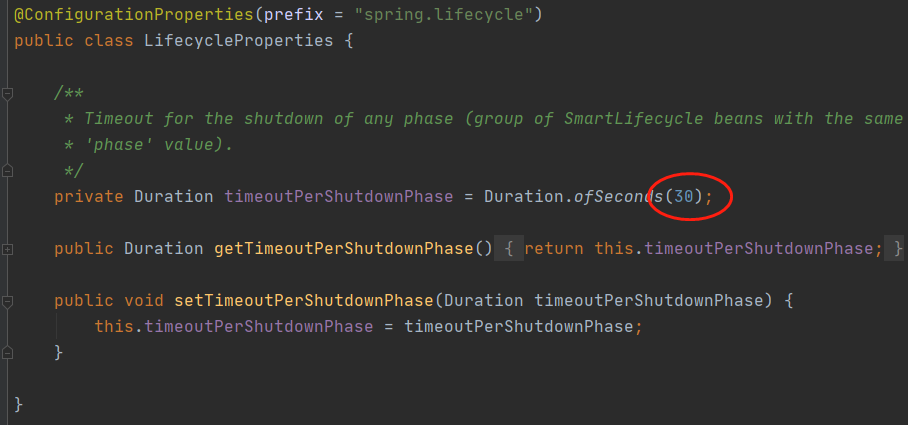 @ConfigurationProperties(prefix = "spring.lifecycle")
public class LifecycleProperties {
/**
* Timeout for the shutdown of any phase (group of SmartLifecycle beans with the same
* 'phase' value).
*/
private Duration timeoutPerShutdownPhase = Duration.ofSeconds(30);
public Duration getTimeoutPerShutdownPhase() { return this.timeoutPerShutdownPhase; }
public void setTimeoutPerShutdownPhase(Duration timeoutPerShutdownPhase) {
this.timeoutPerShutdownPhase = timeoutPerShutdownPhase;
}
}